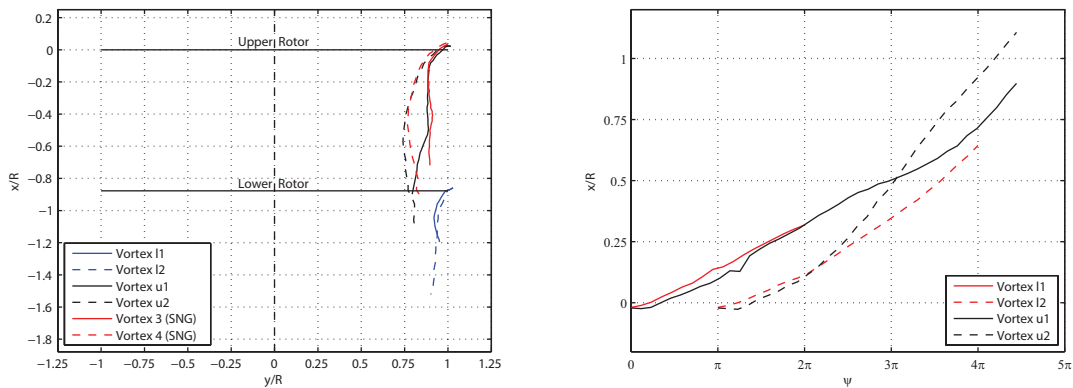 0.2
0
−0.2
−0.4
−0.6
−0.8
−1
−1.2
−1.4
−1.6
−1.8
x/R
Upper Rotor
Lower Rotor
Vortex l1
Vortex l2
Vortex u1
Vortex u2
Vortex 3 (SNG)
Vortex 4 (SNG)
−1.25 −1 −0.75 −0.5 −0.25 0 0.25 0.5 0.75 1 1.25
y/R
1
0.75
0.5
0.25
0
x/R
Vortex l1
Vortex l2
Vortex u1
Vortex u2
0 π 2π 3π 4π 5π
ψ